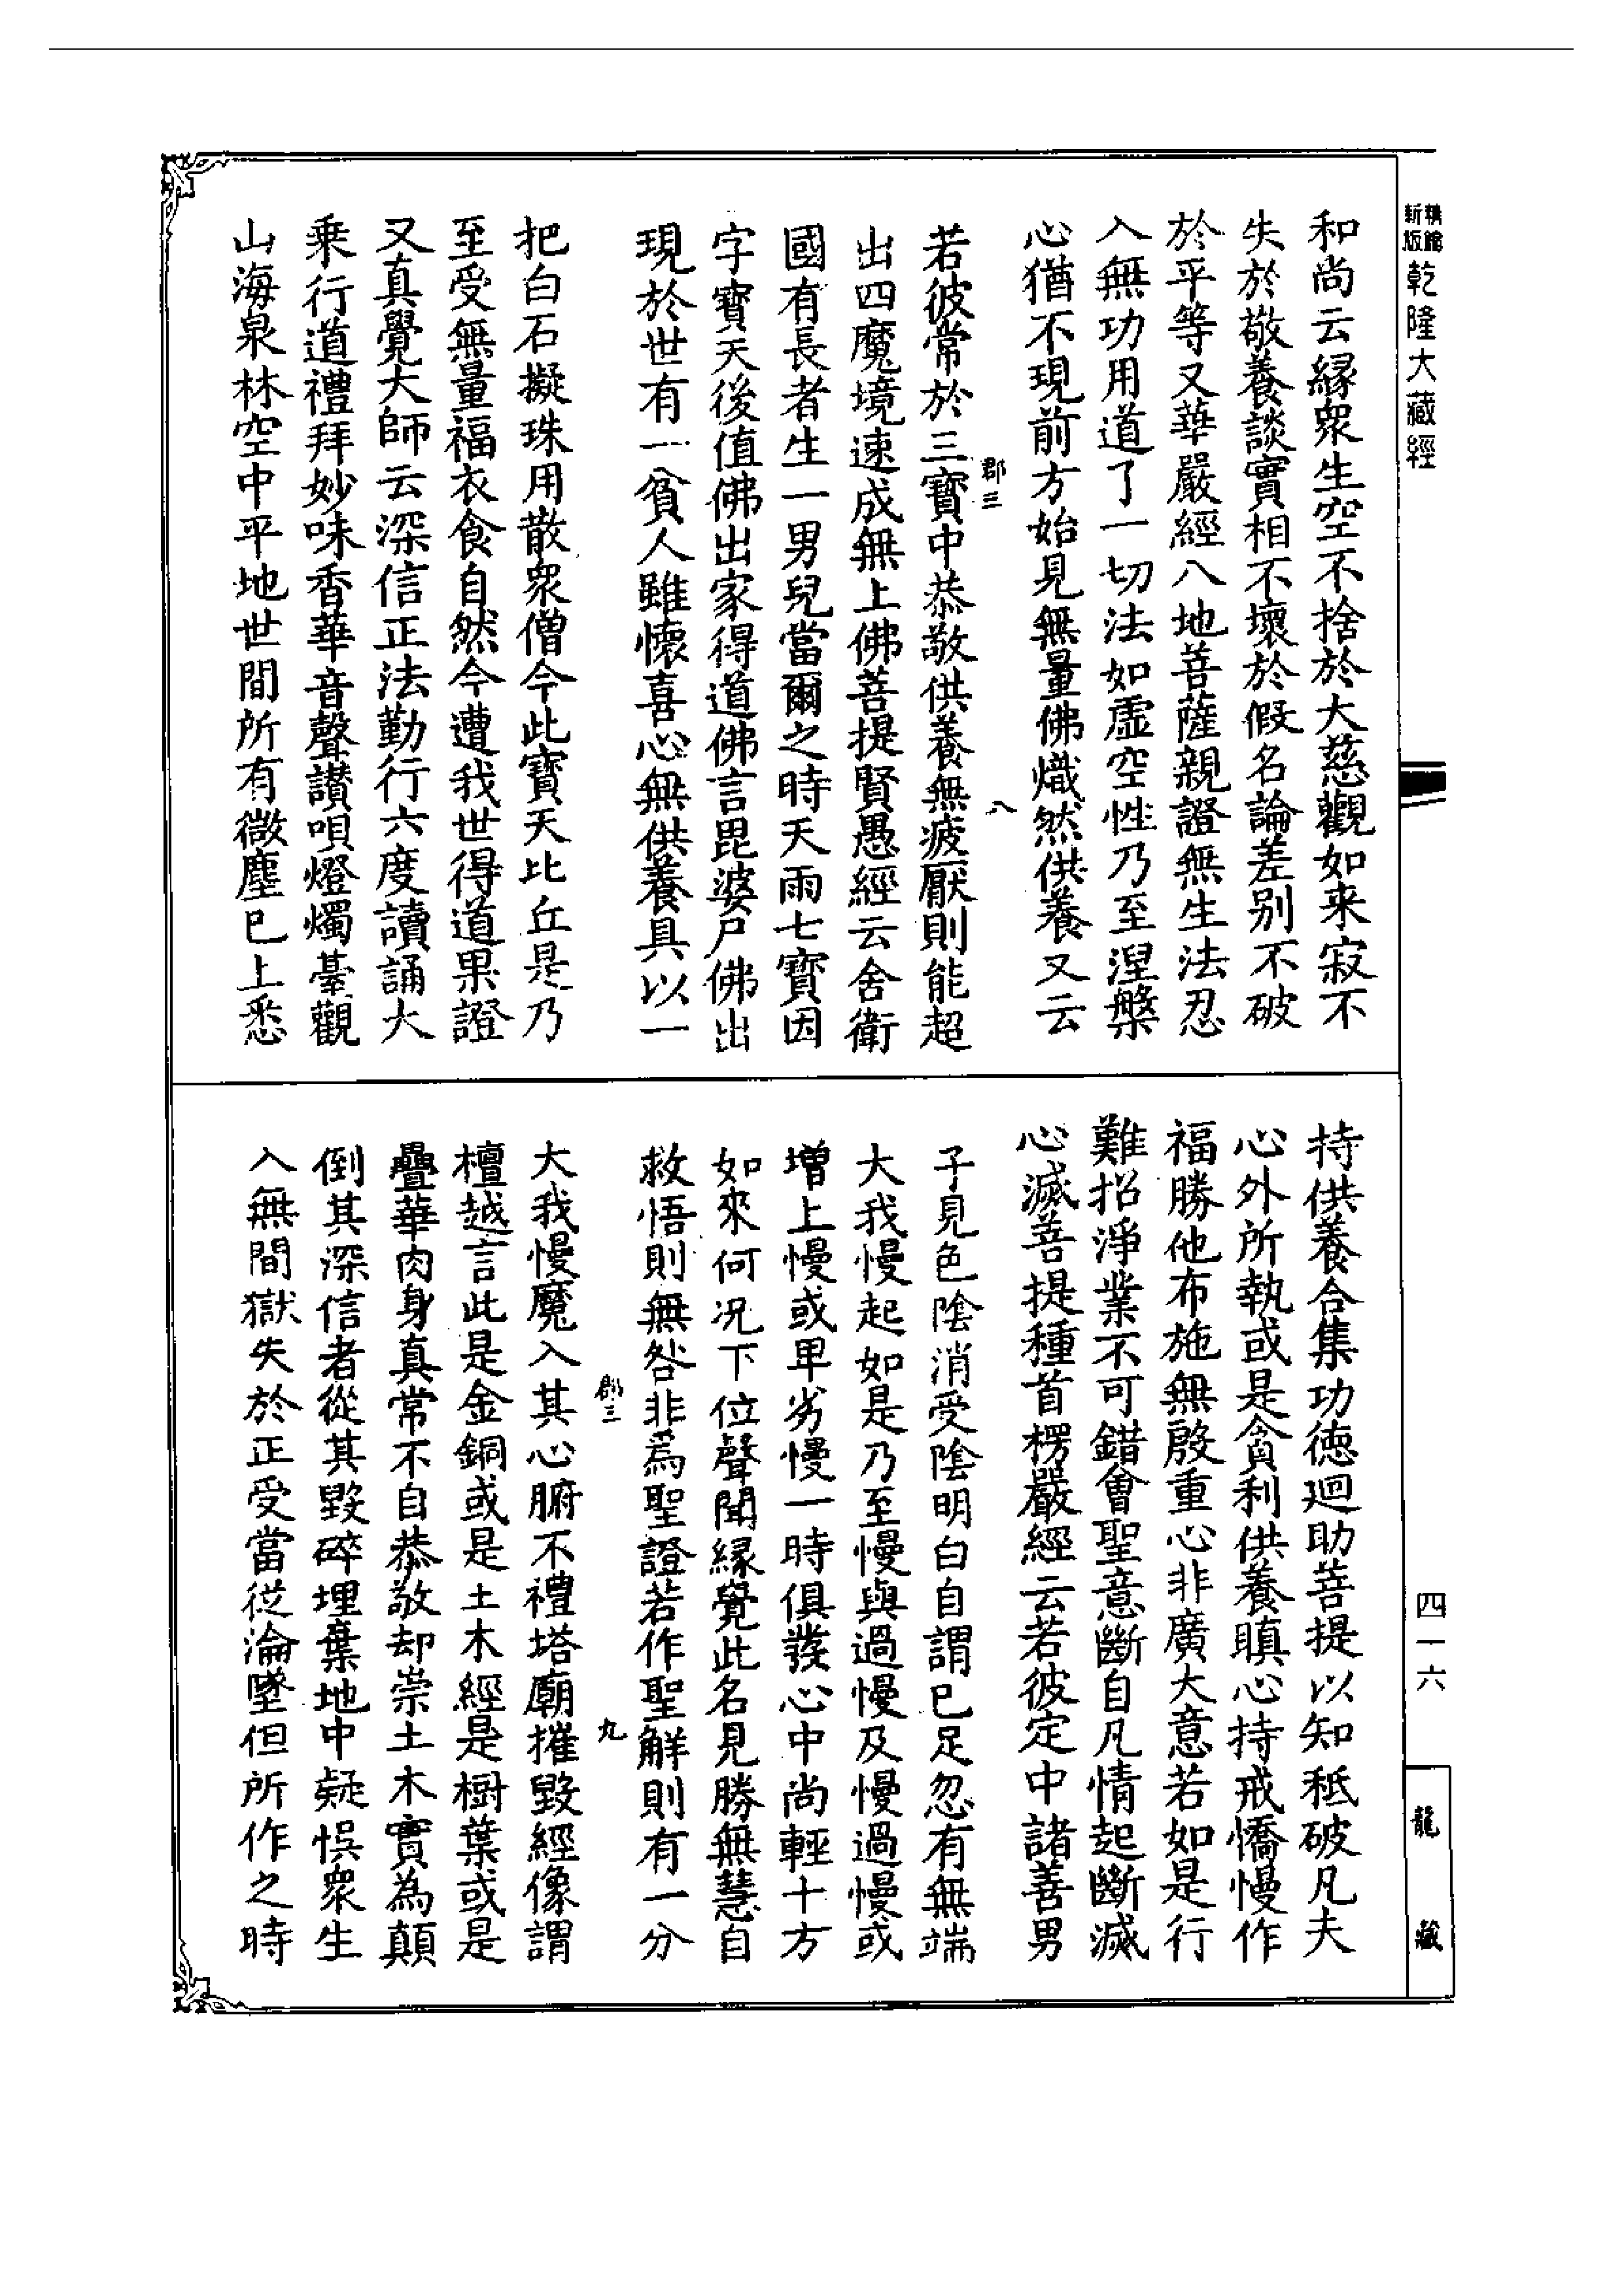 乾隆大藏經
和尚云縁衆生空不捨於大慈觀如来寂不
失於敬養談實相不壞於假名論差别不破
於平等又華嚴經八地菩薩親證無生法忍
入無功用道了一切法如虛空性乃至涅槃
心猶不現前方始見無量佛熾然供養又云
郡三
八
若彼常於三寶中恭敬供養無疲厭則能超
出四魔境速成無上佛菩提賢愚經云舍衛
國有長者生一男兒當爾之時天雨七寶因
字寶天後值佛出家得道佛言毘婆尸佛出
現於世有一貧人雖懷喜心無供養具以一
把白石擬珠用散衆僧今此寶天比丘是乃
至受無量福衣食自然今遭我世得道果證
又真覺大師云深信正法勤行六度讀誦大
乗行道禮拜妙味香華音聲讃唄燈燭臺觀
山海泉林空中平地世間所有微塵已上悉
持供養合集功徳迴助菩提以知秪破凡夫
心外所執或是貪利供養瞋心持戒憍慢作
福勝他布施無殷重心非廣大意若如是行
難招淨業不可錯會聖意斷自凡情起斷滅
心滅菩提種首楞嚴經云若彼定中諸善男
子見色陰消受陰明白自謂已足忽有無端
大我慢起如是乃至慢與過慢及慢過慢或
增上慢或卑劣慢一時俱發心中尚輕十方
如來何况下位聲聞縁覺此名見勝無慧自
救悟則無咎非爲聖證若作聖解則有一分
郡三
九
大我慢魔入其心腑不禮塔廟摧毀經像謂
檀越言此是金銅或是土木經是樹葉或是
疊華肉身真常不自恭敬却崇土木實為顛
倒其深信者從其毀碎埋棄地中疑悞衆生
入無間獄失於正受當從淪墜但所作之時
四一六
龍藏